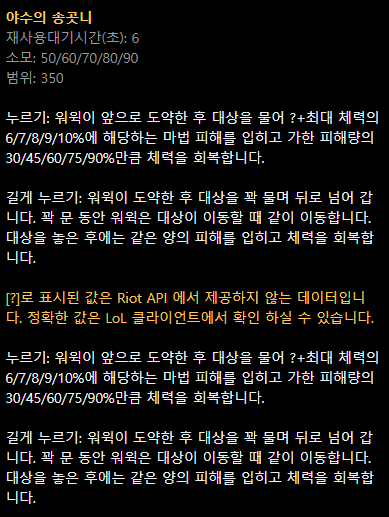 야수의 송곳니
재사용대기시간(초): 6
소모: 50/60/70/80/90
범위: 350
누르기: 워윅이 앞으로 도약한 후 대상을 물어 ?+최대 체력의
6/7/8/9/10%에 해당하는 마법 피해를 입히고 가한 피해량의
30/45/60/75/90%만큼 체력을 회복합니다.
길게 누르기: 워윅이 도약한 후 대상을 꽉 물며 뒤로 넘어 갑
니다. 꽉 문 동안 워윅은 대상이 이동할 때 같이 이동합니다.
대상을 놓은 후에는 같은 양의 피해를 입히고 체력을 회복합
니다.
[?]로 표시된 값은 Riot API 에서 제공하지 않는 데이터입니
다. 정확한 값은 LoL 클라이언트에서 확인 하실 수 있습니다.
누르기: 워윅이 앞으로 도약한 후 대상을 물어 ?+최대 체력의
6/7/8/9/10%에 해당하는 마법 피해를 입히고 가한 피해량의
30/45/60/75/90%만큼 체력을 회복합니다.
길게 누르기: 워윅이 도약한 후 대상을 꽉 물며 뒤로 넘어 갑
니다. 꽉 문 동안 워윅은 대상이 이동할 때 같이 이동합니다.
대상을 놓은 후에는 같은 양의 피해를 입히고 체력을 회복합
니다.